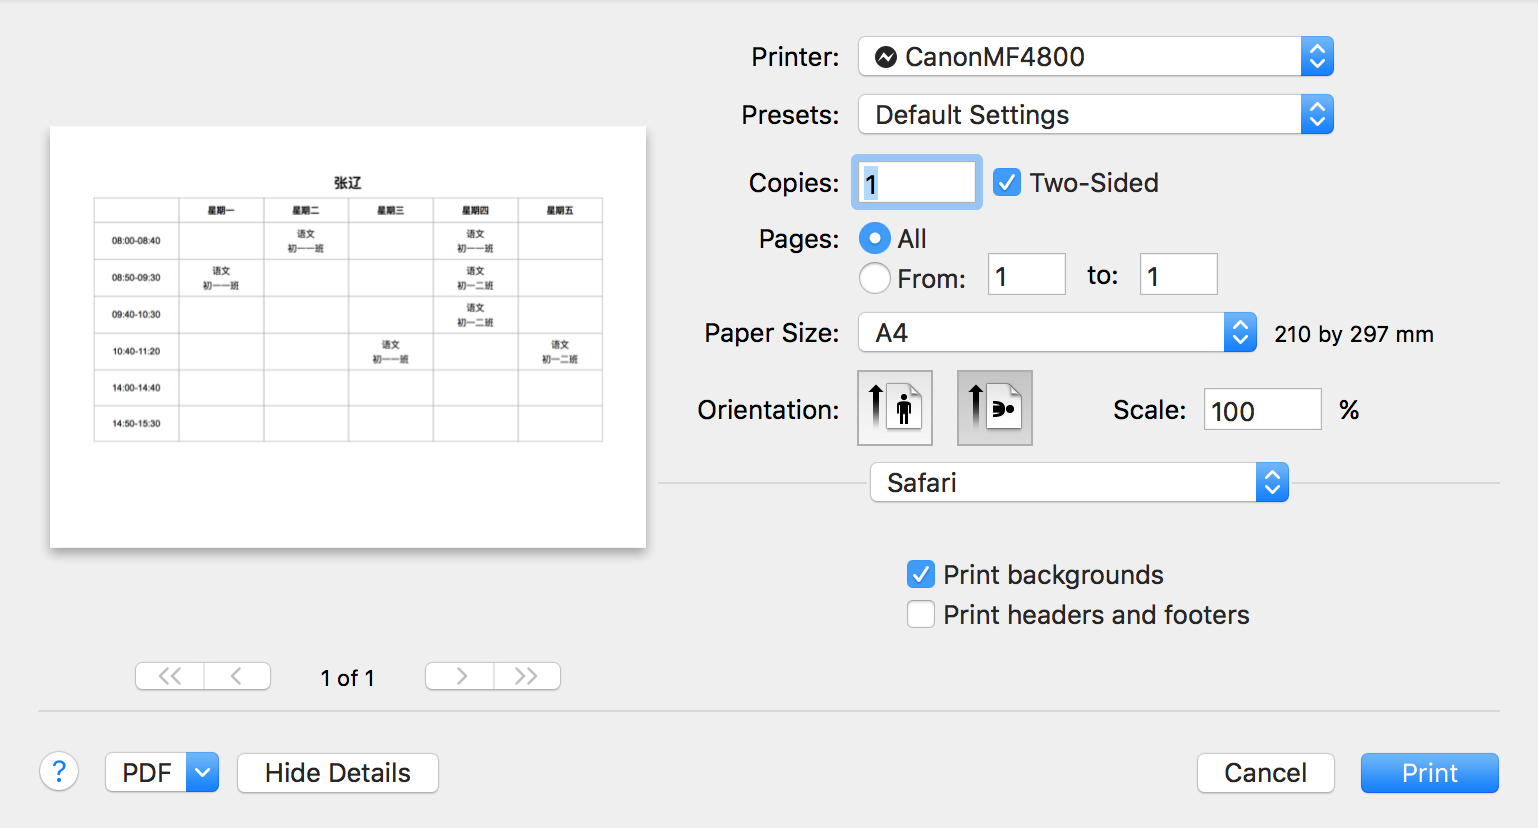 Printer: CanonMF4800
Presets: Default Settings
Copies: 1 Two-Sided
Pages: All
From: 1 to: 1
Paper Size: A4 210 by 297 mm
Orientation: Scale: 100 %
Safari
Print backgrounds
Print headers and footers
张辽
星期一 星期二 星期三 星期四 星期五
08:00-08:40 语文 初一一班 语文 初一一班
08:50-09:30 语文 初一一班 语文 初一二班
09:40-10:30 语文 初一二班
10:40-11:20 语文 初一一班 语文 初一二班
14:00-14:40
14:50-15:30
1 of 1
? PDF Hide Details Cancel Print